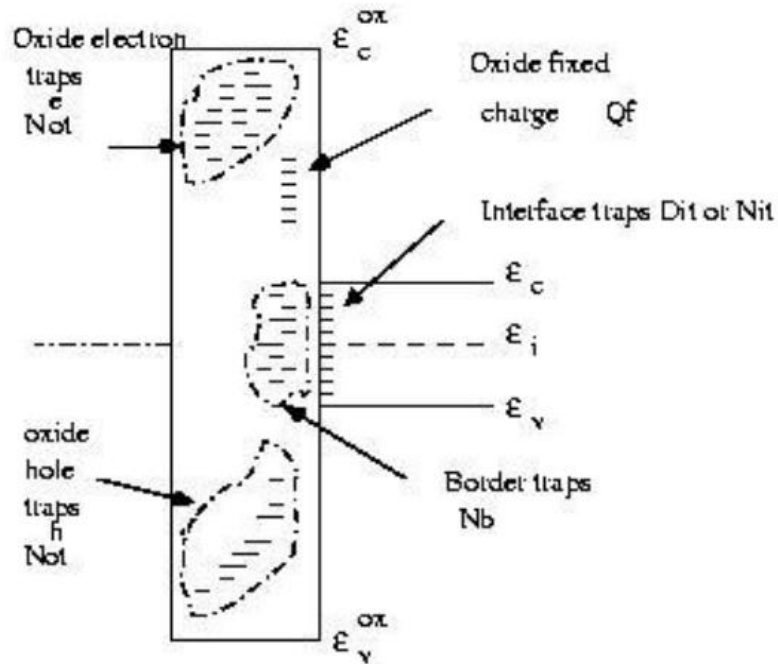 Oxide electron
traps
e
Not
ε c ox
Oxide fixed
charge Qf
Interface traps Dit or Nit
ε c
ε i
ε v
oxide
hole
traps
h
Not
Border traps
Nb
ε v ox